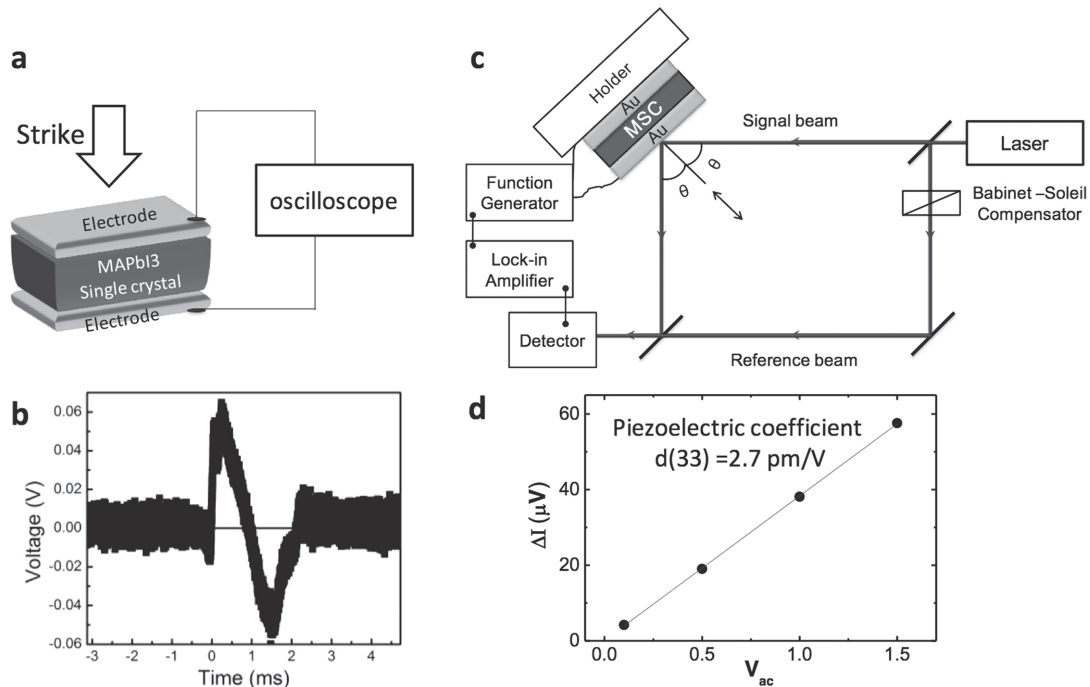 a
Strike
Electrode
MAPbI3
Single crystal
Electrode
oscilloscope
b
0.06
0.04
0.02
0.00
-0.02
-0.04
-0.06
Voltage (V)
-3 -2 -1 0 1 2 3 4
Time (ms)
c
Holder
Au
MSC
Au
Signal beam
Laser
θ
θ
Babinet –Soleil
Compensator
Function
Generator
Lock-in
Amplifier
Detector
Reference beam
d
Piezoelectric coefficient
d(33) =2.7 pm/V
60
40
20
0
ΔI (μV)
0.0 0.5 1.0 1.5
Vac